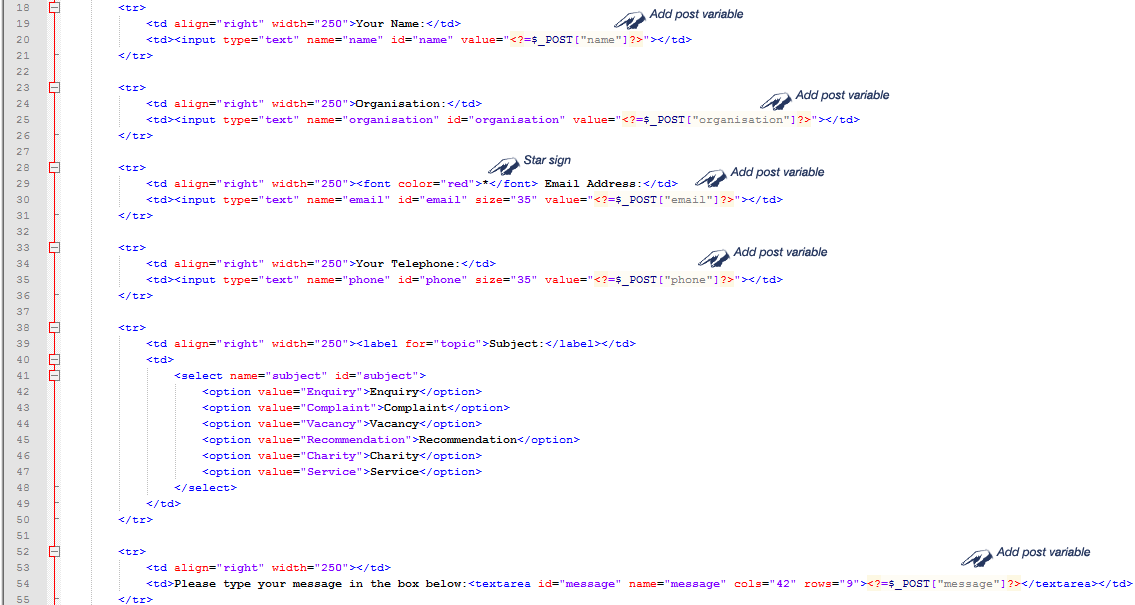 18 <tr>
Add post variable
19 <td align="right" width="250">Your Name:</td>
20 <td><input type="text" name="name" id="name" value="<?=$_POST["name"]?>"></td>
21 </tr>
22
23 <tr>
Add post variable
24 <td align="right" width="250">Organisation:</td>
25 <td><input type="text" name="organisation" id="organisation" value="<?=$_POST["organisation"]?>"></td>
26 </tr>
27
Star sign
28 <tr>
Add post variable
29 <td align="right" width="250"><font color="red">*</font> Email Address:</td>
30 <td><input type="text" name="email" id="email" size="35" value="<?=$_POST["email"]?>"></td>
31 </tr>
32
33 <tr>
Add post variable
34 <td align="right" width="250">Your Telephone:</td>
35 <td><input type="text" name="phone" id="phone" size="35" value="<?=$_POST["phone"]?>"></td>
36 </tr>
37
38 <tr>
39 <td align="right" width="250"><label for="topic">Subject:</label></td>
40 <td>
41 <select name="subject" id="subject">
42 <option value="Enquiry">Enquiry</option>
43 <option value="Complaint">Complaint</option>
44 <option value="Vacancy">Vacancy</option>
45 <option value="Recommendation">Recommendation</option>
46 <option value="Charity">Charity</option>
47 <option value="Service">Service</option>
48 </select>
49 </td>
50 </tr>
51
52 <tr>
Add post variable
53 <td align="right" width="250"></td>
54 <td>Please type your message in the box below:<textarea id="message" name="message" cols="42" rows="9"><?=$_POST["message"]?></textarea></td>
55 </tr>